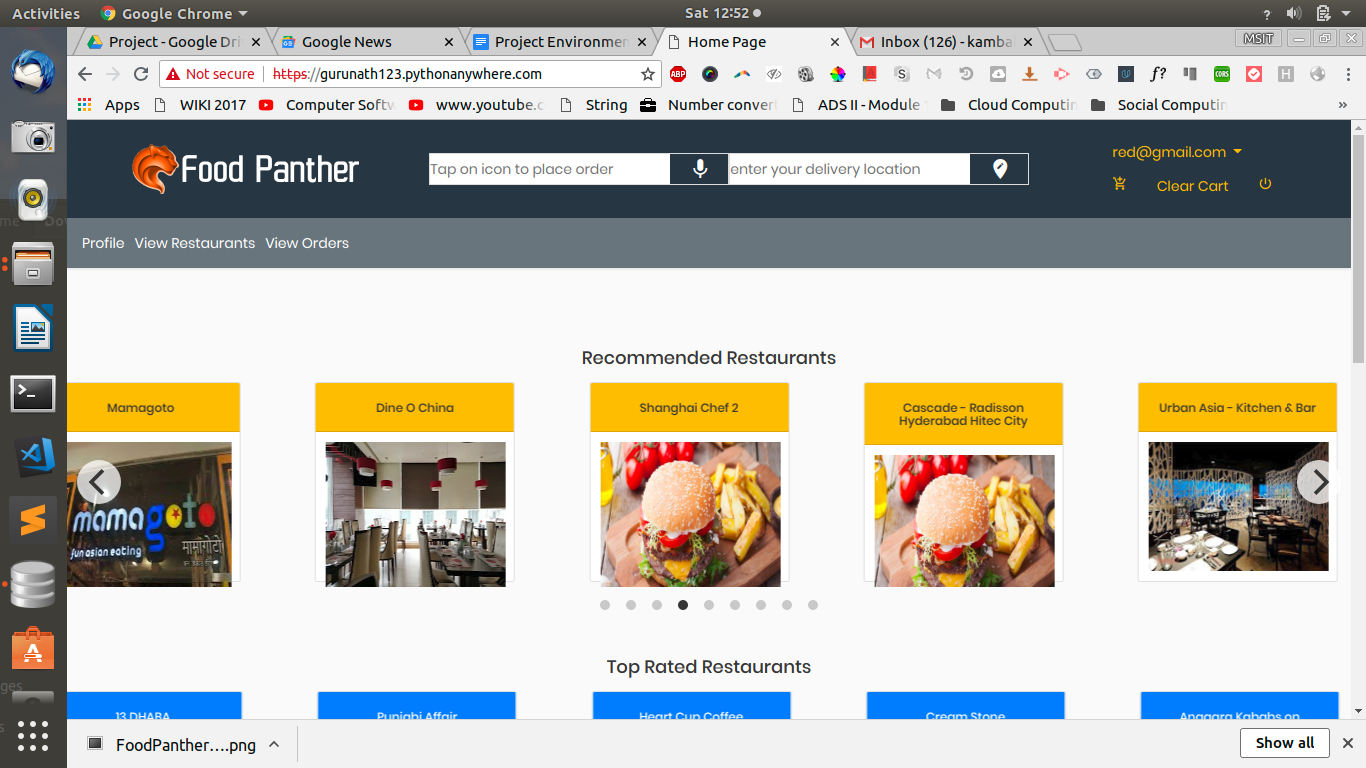 Activities Google Chrome Sat 12:52
Project - Google Dri Google News Project Environmen Home Page Inbox (126) - kamba MSIT
Not secure https://gurunath123.pythonanywhere.com ABP f? CORS H
Apps WIKI 2017 Computer Softw www.youtube.c String Number conver ADS II - Module Cloud Computin Social Computin »
Food Panther
Tap on icon to place order enter your delivery location
red@gmail.com
Clear Cart
Profile View Restaurants View Orders
Recommended Restaurants
Mamagoto Dine O China Shanghai Chef 2 Cascade - Radisson Hyderabad Hitec City Urban Asia - Kitchen & Bar
mamagoto
fun asian eating
मामागोटो
Top Rated Restaurants
13 DHABA Punjabi Affair Heart Cup Coffee Cream Stone Angaara Kababs on
FoodPanther....png Show all